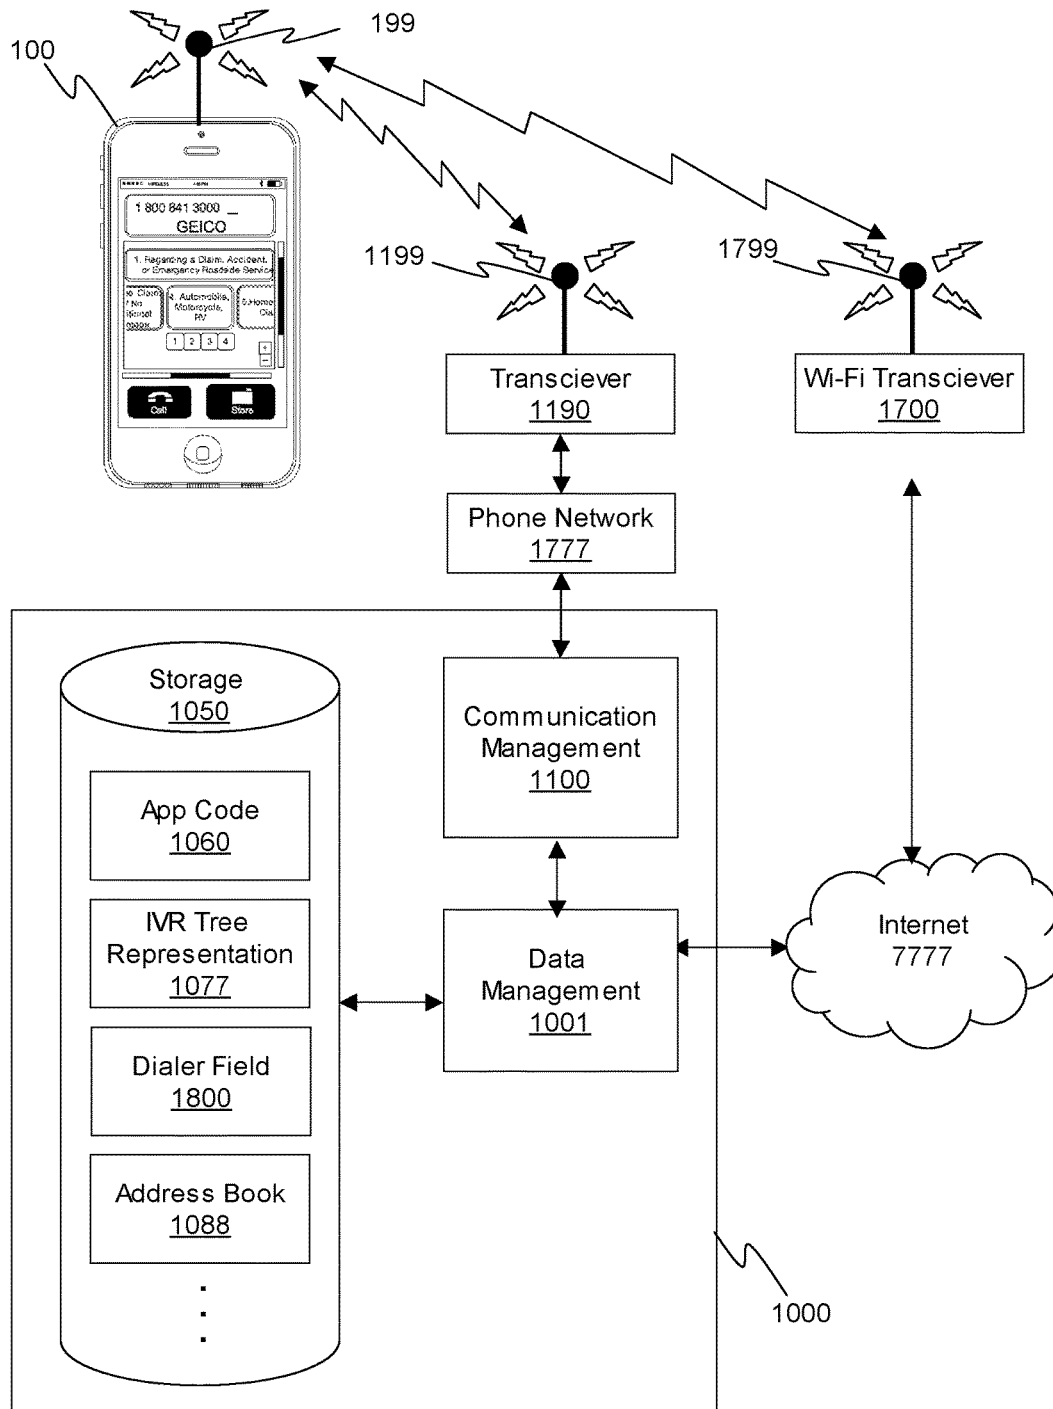 199
100
WIRELESS
1 800 841 3000 __
GEICO
1. Regarding a Claim, Accident,
or Emergency Roadside Service
4. Automobile,
Motorcycle,
RV
1 2 3 4
+
−
Call
Store
1199
1799
Transciever
1190
Wi-Fi Transciever
1700
Phone Network
1777
Storage
1050
App Code
1060
IVR Tree
Representation
1077
Dialer Field
1800
Address Book
1088
Communication
Management
1100
Data
Management
1001
Internet
7777
1000